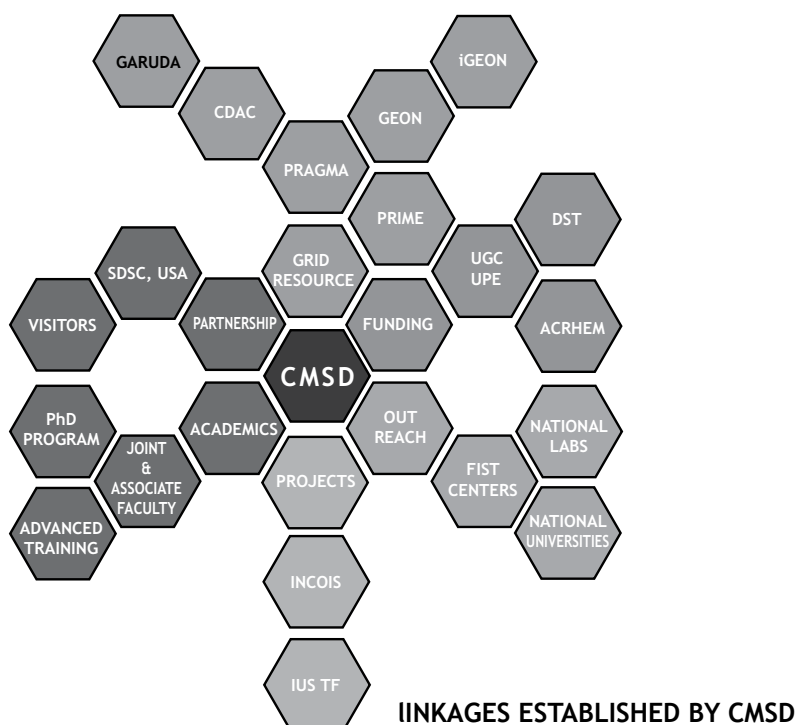 GARUDA
iGEON
CDAC
GEON
PRAGMA
PRIME
DST
SDSC, USA
GRID
RESOURCE
UGC
UPE
VISITORS
PARTNERSHIP
FUNDING
ACRHEM
CMSD
PhD
PROGRAM
ACADEMICS
OUT
REACH
NATIONAL
LABS
JOINT
&
ASSOCIATE
FACULTY
PROJECTS
FIST
CENTERS
ADVANCED
TRAINING
NATIONAL
UNIVERSITIES
INCOIS
IUS TF
lINKAGES ESTABLISHED BY CMSD